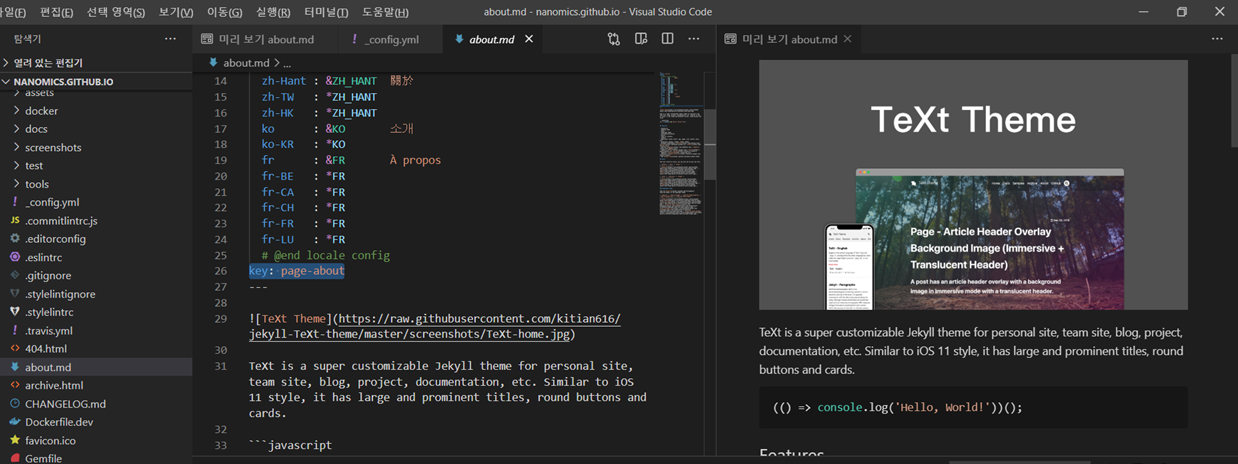 파일(F) 편집(E) 선택 영역(S) 보기(V) 이동(G) 실행(R) 터미널(T) 도움말(H) about.md - nanomics.github.io - Visual Studio Code
탐색기
열려 있는 편집기
NANOMICS.GITHUB.IO
assets
docker
docs
screenshots
test
tools
_config.yml
.commitlintrc.js
.editorconfig
.eslintrc
.gitignore
.stylelintignore
.stylelintrc
.travis.yml
404.html
about.md
archive.html
CHANGELOG.md
Dockerfile.dev
favicon.ico
Gemfile
미리 보기 about.md _config.yml about.md
about.md > ...
14 zh-Hant : &ZH_HANT 關於
15 zh-TW : *ZH_HANT
16 zh-HK : *ZH_HANT
17 ko : &KO 소개
18 ko-KR : *KO
19 fr : &FR À propos
20 fr-BE : *FR
21 fr-CA : *FR
22 fr-CH : *FR
23 fr-FR : *FR
24 fr-LU : *FR
25 # @end locale config
26 key: page-about
27 ---
28
29 ![TeXt Theme](https://raw.githubusercontent.com/kitian616/
jekyll-TeXt-theme/master/screenshots/TeXt-home.jpg)
30
31 TeXt is a super customizable Jekyll theme for personal site,
team site, blog, project, documentation, etc. Similar to iOS
11 style, it has large and prominent titles, round buttons and
cards.
32
33 ```javascript
미리 보기 about.md
TeXt Theme
Page - Article Header Overlay
Background Image (Immersive +
Translucent Header)
A post has an article header overlay with a background
image in immersive mode with a translucent header.
TeXt is a super customizable Jekyll theme for personal site, team site, blog, project,
documentation, etc. Similar to iOS 11 style, it has large and prominent titles, round
buttons and cards.
(() => console.log('Hello, World!'))();
Features